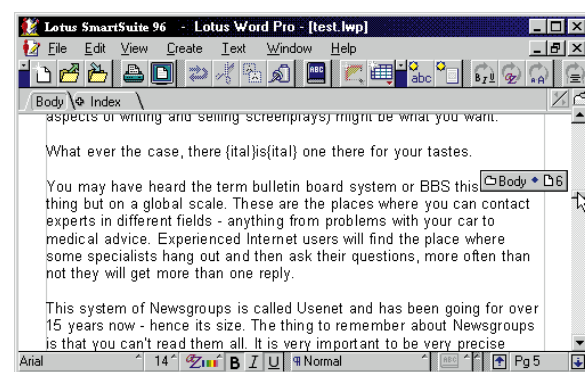 Lotus SmartSuite 96 - Lotus Word Pro - [test.lwp]
File Edit View Create Text Window Help
ABC abc B I U A
Body Index
aspects of writing and selling screenplays) might be what you want.
What ever the case, there {ital}is{ital} one there for your tastes.
You may have heard the term bulletin board system or BBS this
Body 6
thing but on a global scale. These are the places where you can contact
experts in different fields - anything from problems with your car to
medical advice. Experienced Internet users will find the place where
some specialists hang out and then ask their questions, more often than
not they will get more than one reply.
This system of Newsgroups is called Usenet and has been going for over
15 years now - hence its size. The thing to remember about Newsgroups
is that you can't read them all. It is very important to be very precise
Arial 14 B I U Normal ABC Pg 5